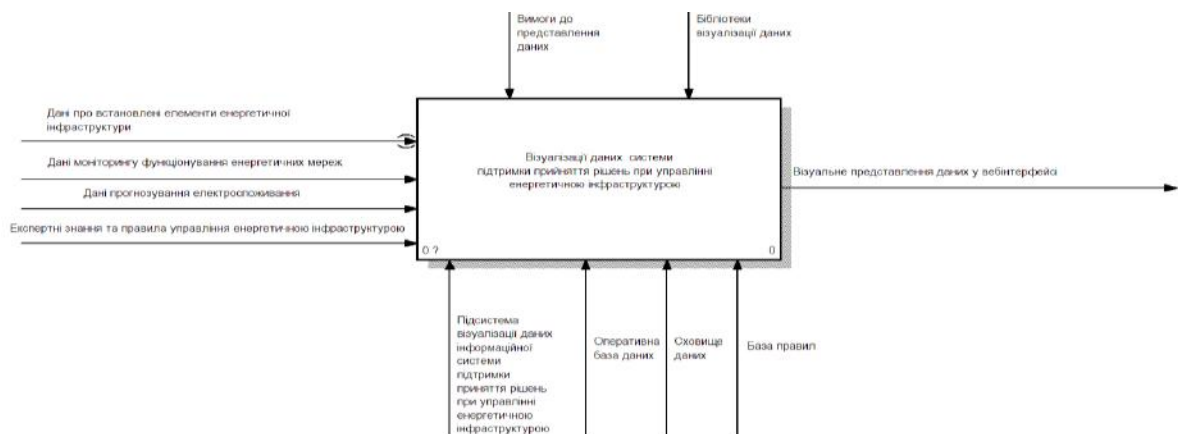 Вимоги до
представлення
даних
Бібліотеки
візуалізації даних
Дані про встановлені елементи енергетичної
інфраструктури
Дані моніторингу функціонування енергетичних мереж
Дані прогнозування електроспоживання
Експертні знання та правила управління енергетичною інфраструктурою
Візуалізації даних системи
підтримки прийняття рішень при управлінні
енергетичною інфраструктурою
0 ?
0
Візуальне представлення даних у вебінтерфейсі
Підсистема
візуалізації даних
інформаційної
системи
підтримки
приняття рішень
при управлінні
енергетичною
інфраструктурою
Оперативна
база даних
Сховище
даних
База правил